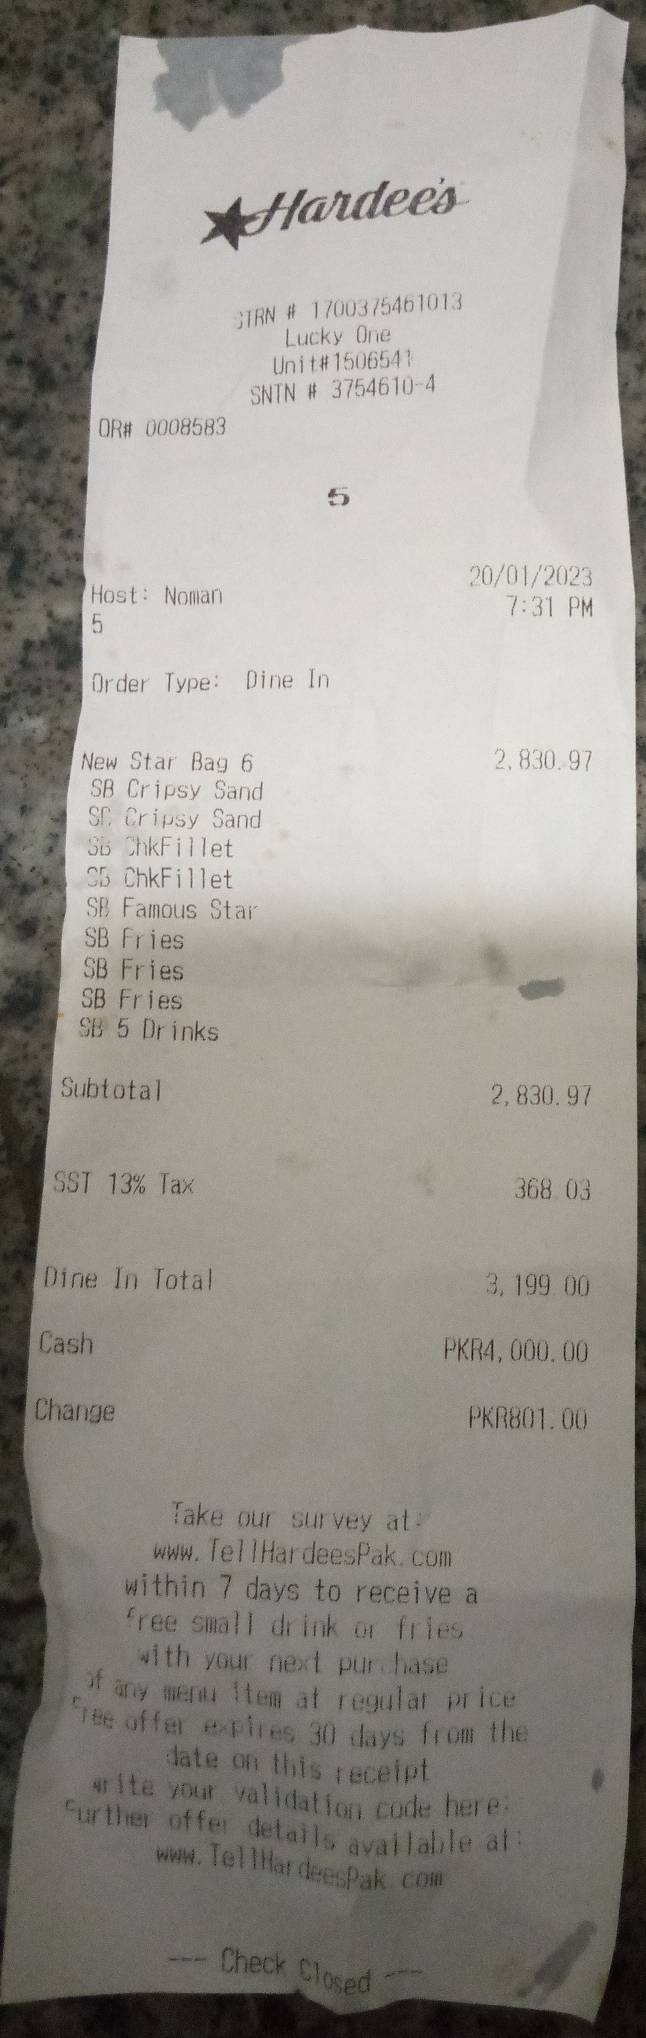 Hardee's
STRN # 1700375461013
Lucky One
Unit#1506541
SNTN # 3754610-4
OR# 0008583
5
20/01/2023
Host: Noman 7:31 PM
5
Order Type: Dine In
New Star Bag 6 2,830.97
SB Cripsy Sand
SB Cripsy Sand
SB ChkFillet
SB ChkFillet
SB Famous Star
SB Fries
SB Fries
SB Fries
SB 5 Drinks
Subtotal 2,830.97
SST 13% Tax 368.03
Dine In Total 3,199.00
Cash PKR4,000.00
Change PKR801.00
Take our survey at:
www.TellHardeesPak.com
within 7 days to receive a
free small drink or fries
with your next purchase
of any menu item at regular price
Free offer expires 30 days from the
date on this receipt
write your validation code here:
Further offer details available at:
www.TellHardeesPak.com
--- Check Closed ---